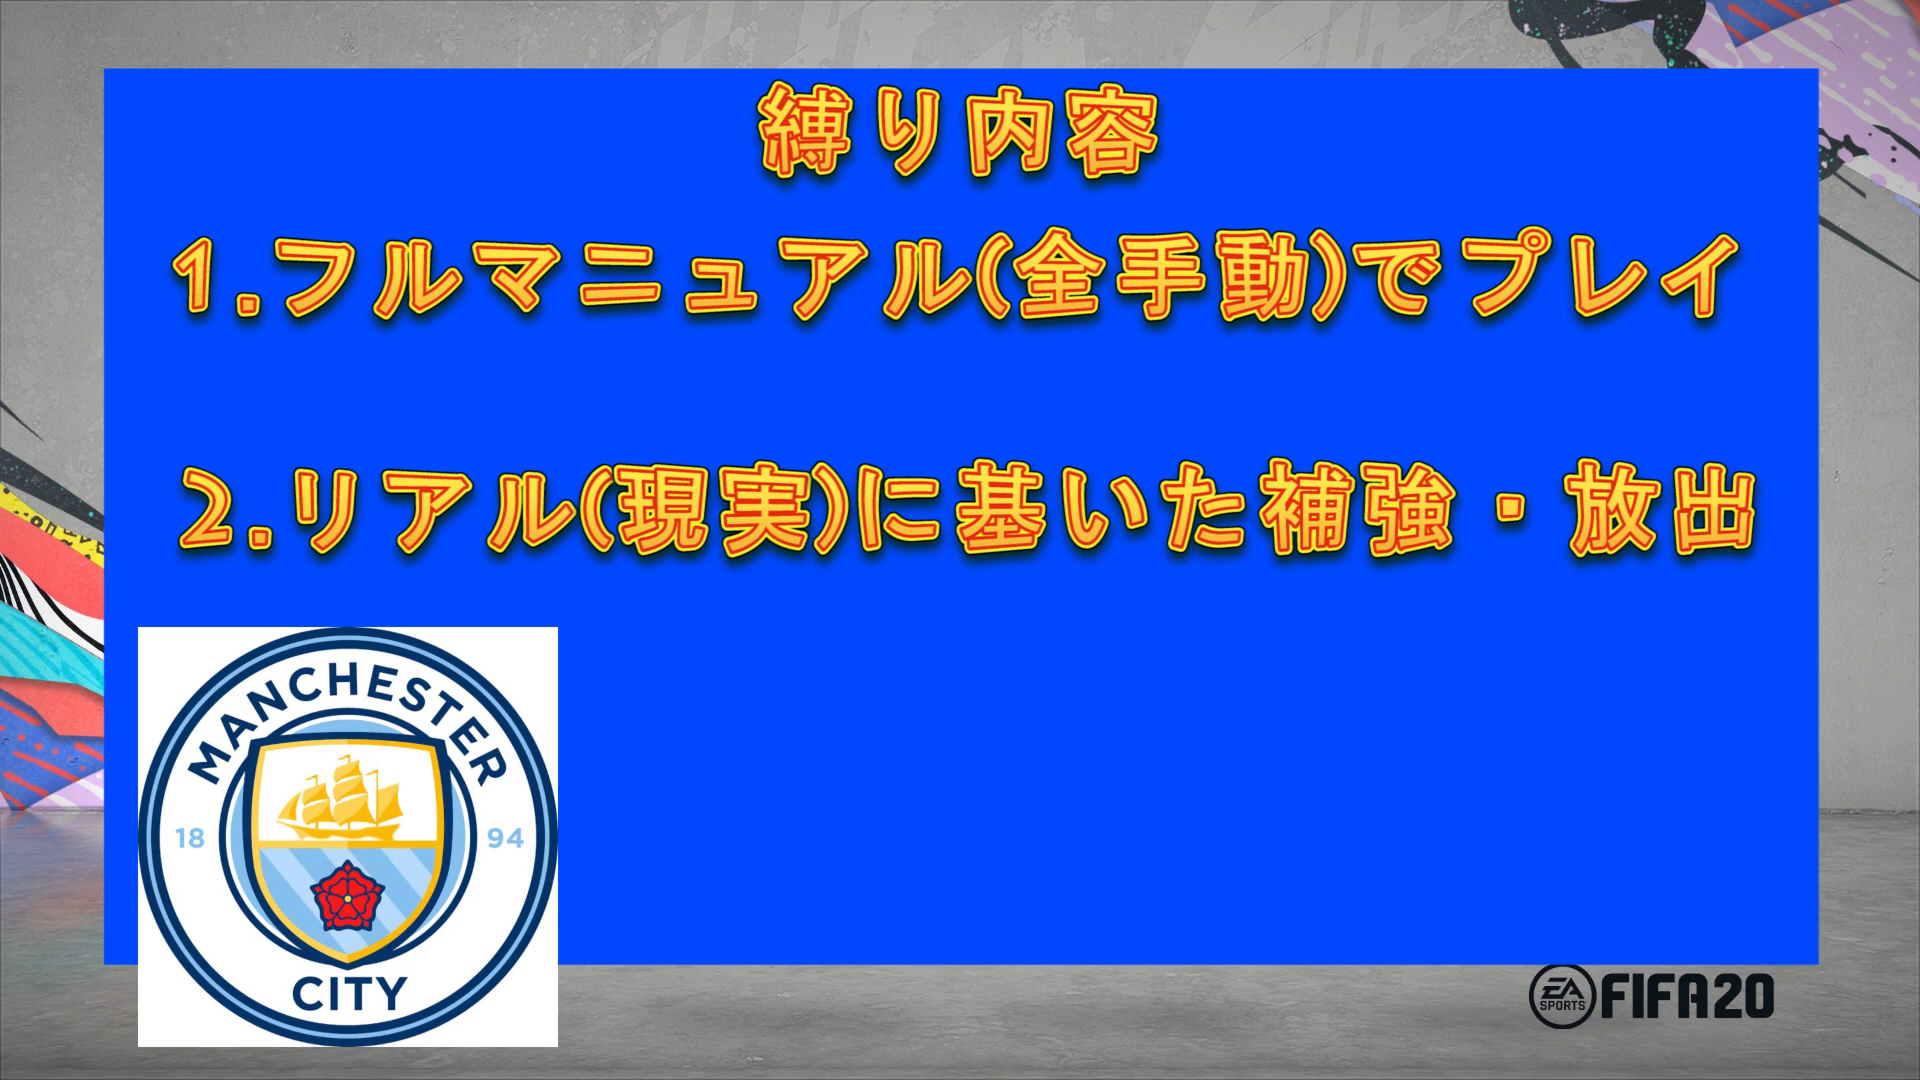 縛り内容
1.フルマニュアル(全手動)でプレイ
2.リアル(現実)に基いた補強・放出
MANCHESTER
18 94
CITY
EA SPORTS FIFA20